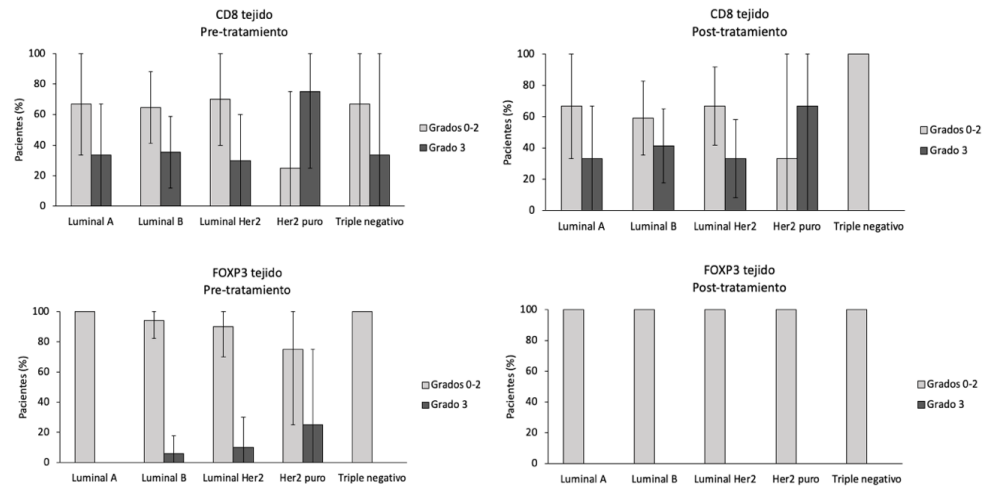 CD8 tejido
Pre-tratamiento
Pacientes (%)
100
80
60
40
20
0
Luminal A Luminal B Luminal Her2 Her2 puro Triple negativo
Grados 0-2
Grado 3
CD8 tejido
Post-tratamiento
Pacientes (%)
100
80
60
40
20
0
Luminal A Luminal B Luminal Her2 Her2 puro Triple negativo
Grados 0-2
Grado 3
FOXP3 tejido
Pre-tratamiento
Pacientes (%)
100
80
60
40
20
0
Luminal A Luminal B Luminal Her2 Her2 puro Triple negativo
Grados 0-2
Grado 3
FOXP3 tejido
Post-tratamiento
Pacientes (%)
100
80
60
40
20
0
Luminal A Luminal B Luminal Her2 Her2 puro Triple negativo
Grados 0-2
Grado 3